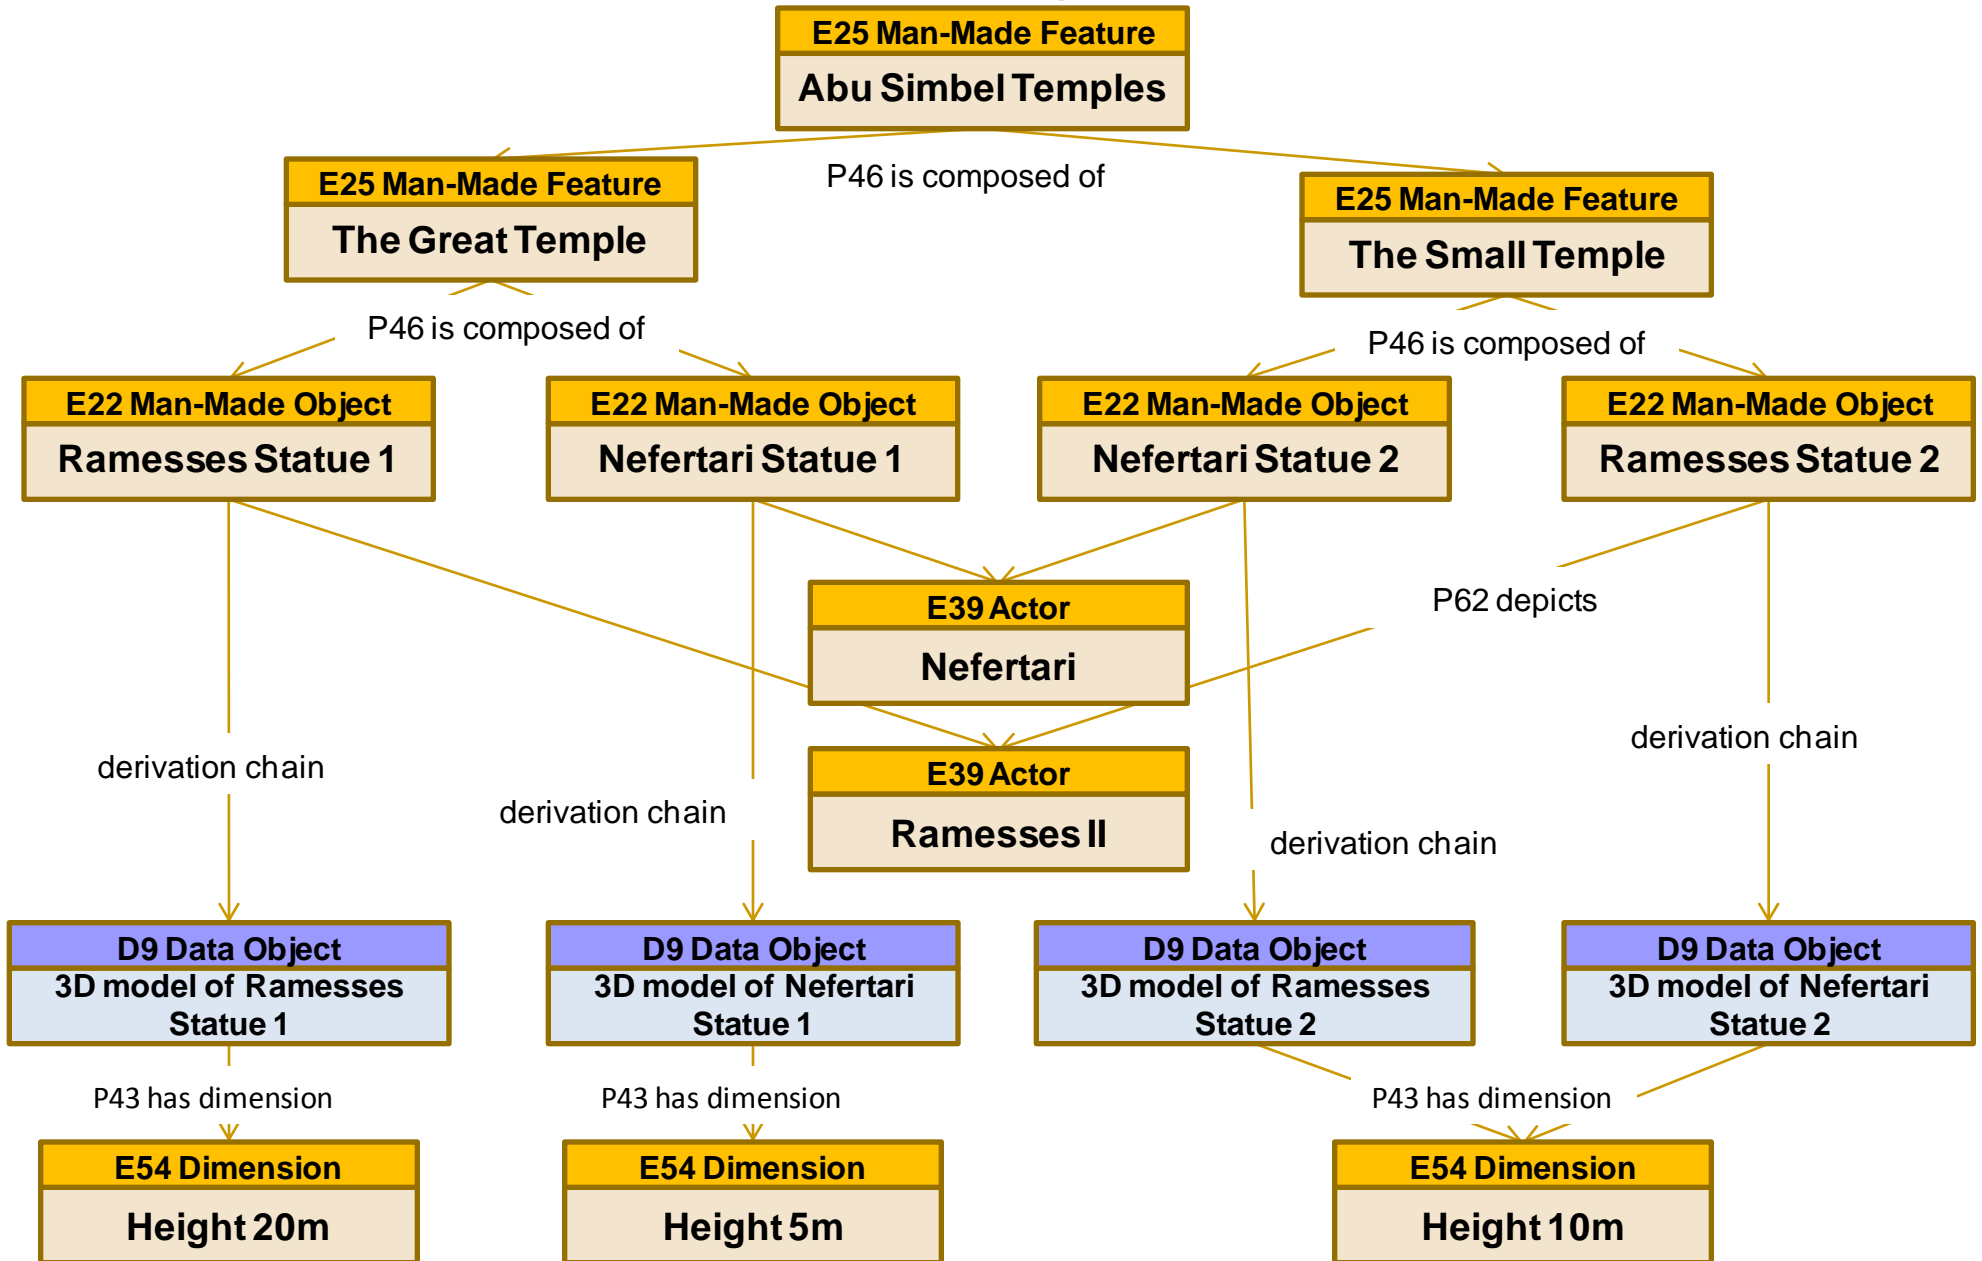 E25 Man-Made Feature
Abu Simbel Temples
P46 is composed of
E25 Man-Made Feature
The Great Temple
E25 Man-Made Feature
The Small Temple
P46 is composed of
P46 is composed of
E22 Man-Made Object
Ramesses Statue 1
E22 Man-Made Object
Nefertari Statue 1
E22 Man-Made Object
Nefertari Statue 2
E22 Man-Made Object
Ramesses Statue 2
E39 Actor
Nefertari
P62 depicts
E39 Actor
Ramesses II
derivation chain
derivation chain
derivation chain
derivation chain
D9 Data Object
3D model of Ramesses
Statue 1
D9 Data Object
3D model of Nefertari
Statue 1
D9 Data Object
3D model of Ramesses
Statue 2
D9 Data Object
3D model of Nefertari
Statue 2
P43 has dimension
P43 has dimension
P43 has dimension
E54 Dimension
Height 20m
E54 Dimension
Height 5m
E54 Dimension
Height 10m